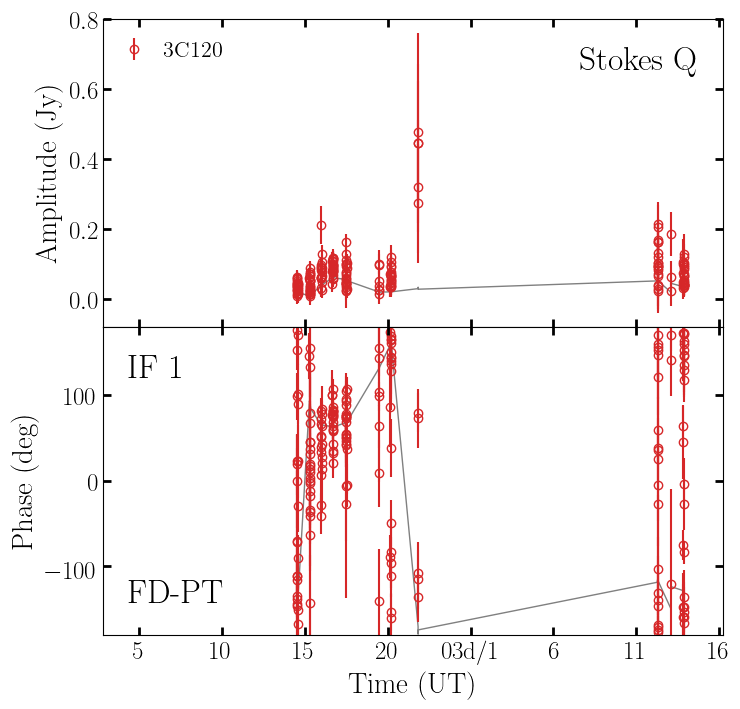 0.8
3C120
Stokes Q
0.6
0.4
0.2
0.0
Amplitude (Jy)
IF 1
100
0
−100
Phase (deg)
FD-PT
5 10 15 20 03d/1 6 11 16
Time (UT)